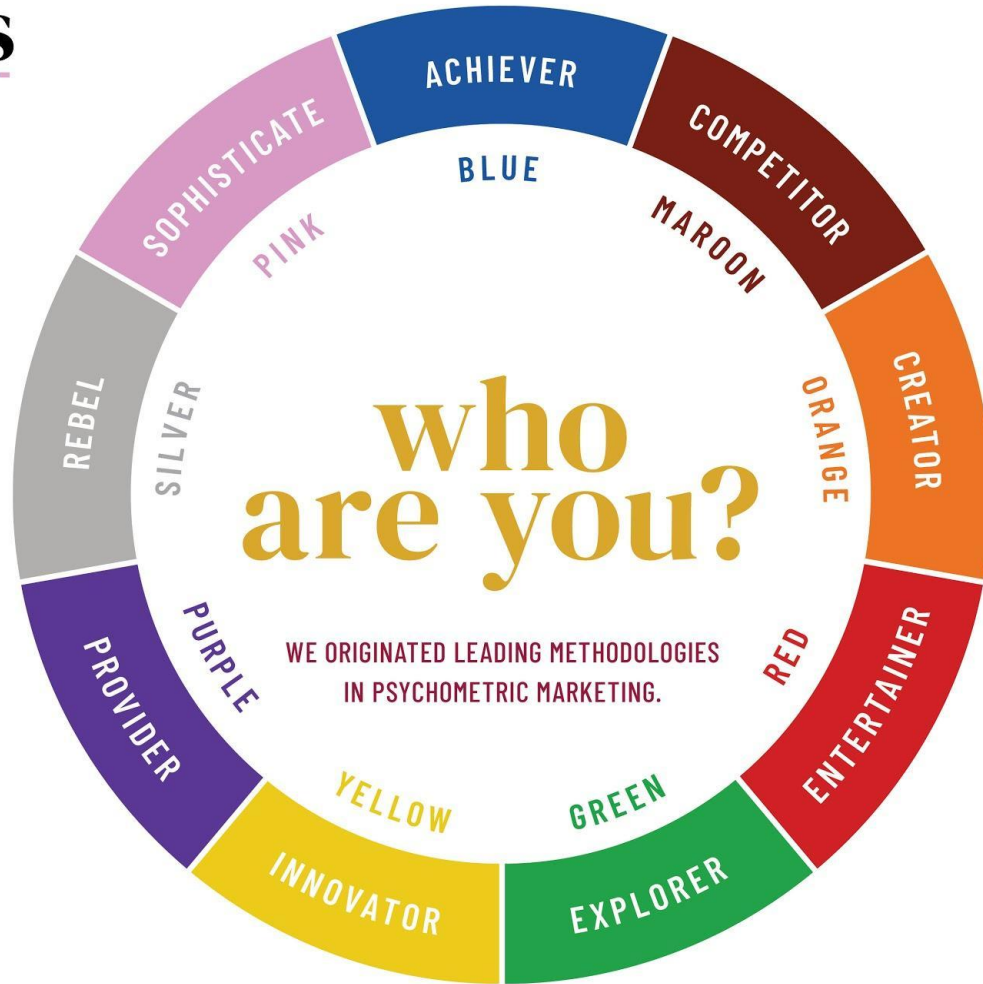 S
ACHIEVER
BLUE
COMPETITOR
MAROON
CREATOR
ORANGE
ENTERTAINER
RED
EXPLORER
GREEN
INNOVATOR
YELLOW
PROVIDER
PURPLE
REBEL
SILVER
SOPHISTICATE
PINK
who
are you?
WE ORIGINATED LEADING METHODOLOGIES
IN PSYCHOMETRIC MARKETING.